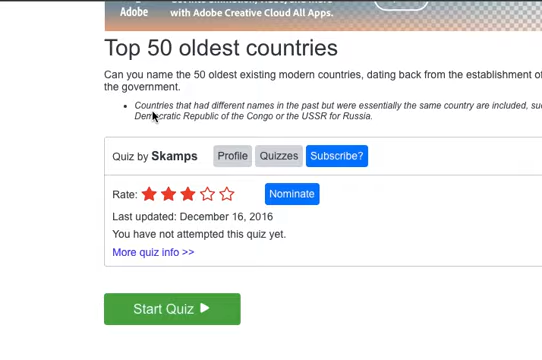 Adobe
with Adobe Creative Cloud All Apps.
Top 50 oldest countries
Can you name the 50 oldest existing modern countries, dating back from the establishment of
the government.
Countries that had different names in the past but were essentially the same country are included,
Democratic Republic of the Congo or the USSR for Russia.
Quiz by Skamps Profile Quizzes Subscribe?
Rate: Nominate
Last updated: December 16, 2016
You have not attempted this quiz yet.
More quiz info >>
Start Quiz